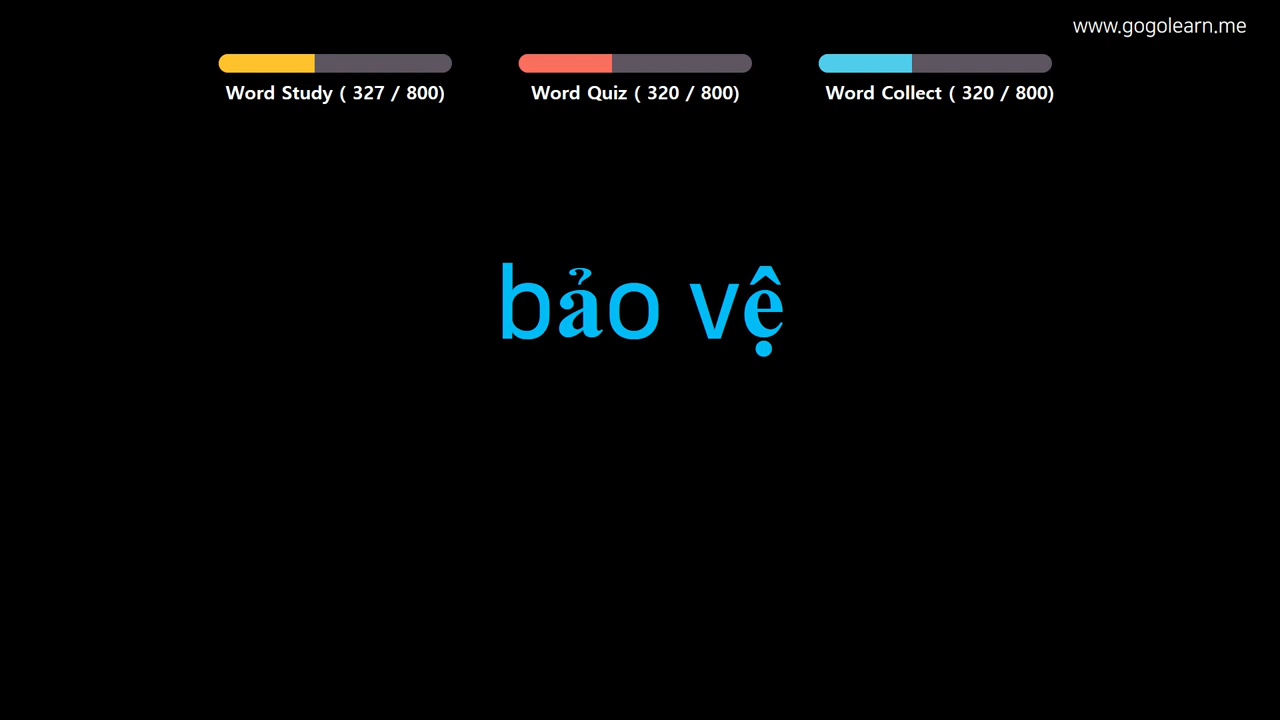 www.gogolearn.me
Word Study ( 327 / 800)
Word Quiz ( 320 / 800)
Word Collect ( 320 / 800)
bảo vệ